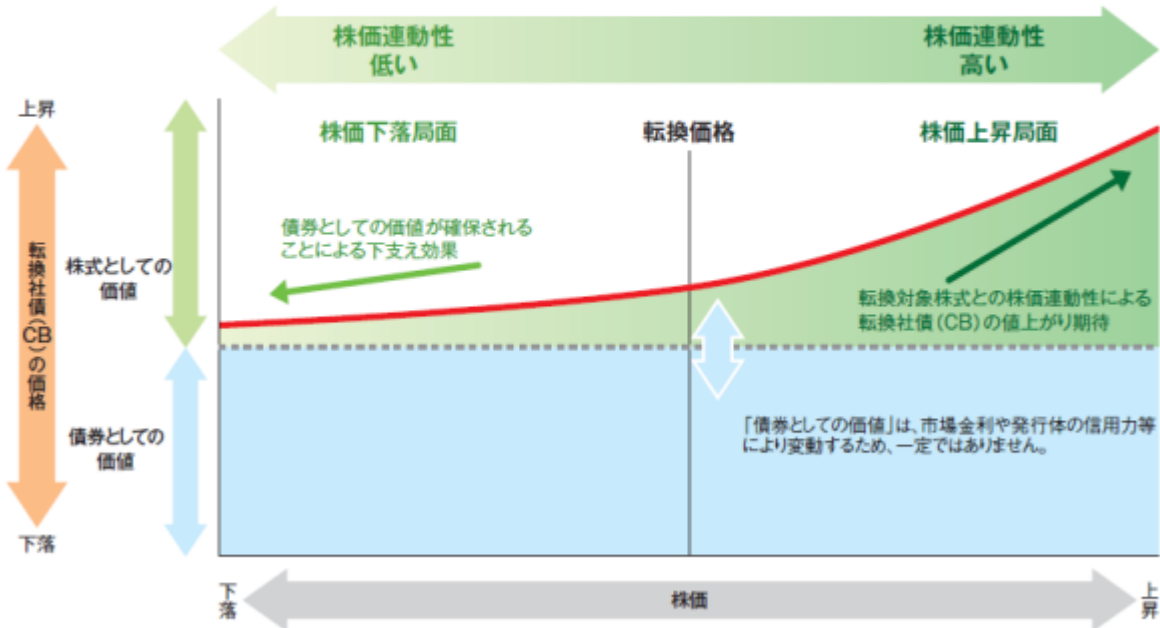 株価連動性
低い
株価連動性
高い
上昇
株価下落局面
転換価格
株価上昇局面
債券としての価値が確保される
ことによる下支え効果
転換社債(CB)の価格
株式としての
価値
転換対象株式との株価連動性による
転換社債(CB)の値上がり期待
債券としての
価値
「債券としての価値」は、市場金利や発行体の信用力等
により変動するため、一定ではありません。
下落
下落
株価
上昇